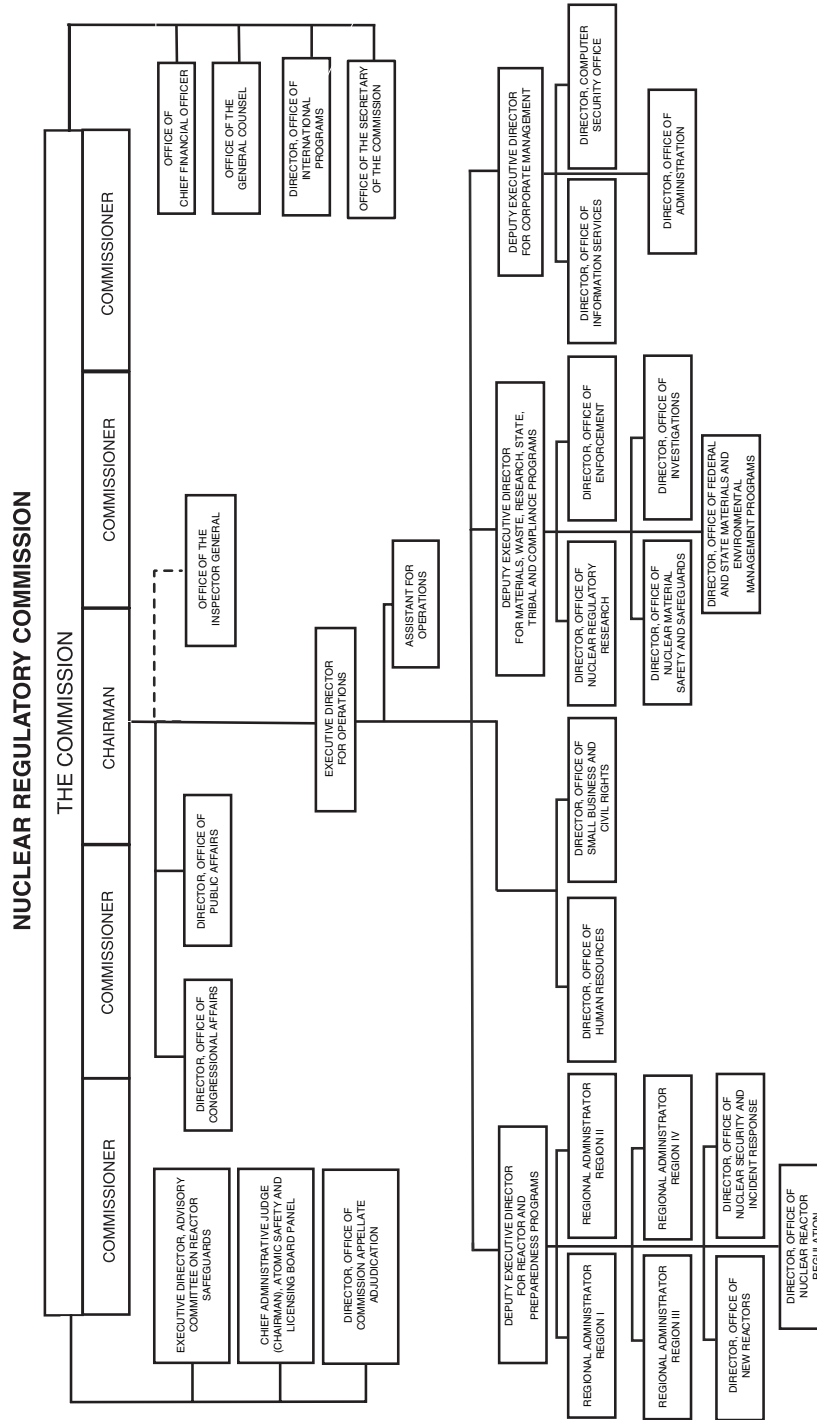 NUCLEAR REGULATORY COMMISSION
THE COMMISSION
COMMISSIONER
COMMISSIONER
CHAIRMAN
COMMISSIONER
COMMISSIONER
EXECUTIVE DIRECTOR, ADVISORY
COMMITTEE ON REACTOR
SAFEGUARDS
CHIEF ADMINISTRATIVE JUDGE
(CHAIRMAN), ATOMIC SAFETY AND
LICENSING BOARD PANEL
DIRECTOR, OFFICE OF
COMMISSION APPELLATE
ADJUDICATION
DIRECTOR, OFFICE OF
CONGRESSIONAL AFFAIRS
DIRECTOR, OFFICE OF
PUBLIC AFFAIRS
OFFICE OF THE
INSPECTOR GENERAL
OFFICE OF
CHIEF FINANCIAL OFFICER
OFFICE OF THE
GENERAL COUNSEL
DIRECTOR, OFFICE OF
INTERNATIONAL
PROGRAMS
OFFICE OF THE SECRETARY
OF THE COMMISSION
EXECUTIVE DIRECTOR
FOR OPERATIONS
ASSISTANT FOR
OPERATIONS
DEPUTY EXECUTIVE DIRECTOR
FOR REACTOR AND
PREPAREDNESS PROGRAMS
REGIONAL ADMINISTRATOR
REGION I
REGIONAL ADMINISTRATOR
REGION II
REGIONAL ADMINISTRATOR
REGION III
REGIONAL ADMINISTRATOR
REGION IV
DIRECTOR, OFFICE OF
NEW REACTORS
DIRECTOR, OFFICE OF
NUCLEAR SECURITY AND
INCIDENT RESPONSE
DIRECTOR, OFFICE OF
NUCLEAR REACTOR
REGULATION
DIRECTOR, OFFICE OF
HUMAN RESOURCES
DIRECTOR, OFFICE OF
SMALL BUSINESS AND
CIVIL RIGHTS
DEPUTY EXECUTIVE DIRECTOR
FOR MATERIALS, WASTE, RESEARCH, STATE,
TRIBAL AND COMPLIANCE PROGRAMS
DIRECTOR, OFFICE OF
NUCLEAR REGULATORY
RESEARCH
DIRECTOR, OFFICE OF
ENFORCEMENT
DIRECTOR, OFFICE OF
NUCLEAR MATERIAL
SAFETY AND SAFEGUARDS
DIRECTOR, OFFICE OF
INVESTIGATIONS
DIRECTOR, OFFICE OF FEDERAL
AND STATE MATERIALS AND
ENVIRONMENTAL
MANAGEMENT PROGRAMS
DEPUTY EXECUTIVE DIRECTOR
FOR CORPORATE MANAGEMENT
DIRECTOR, OFFICE OF
INFORMATION SERVICES
DIRECTOR, COMPUTER
SECURITY OFFICE
DIRECTOR, OFFICE OF
ADMINISTRATION